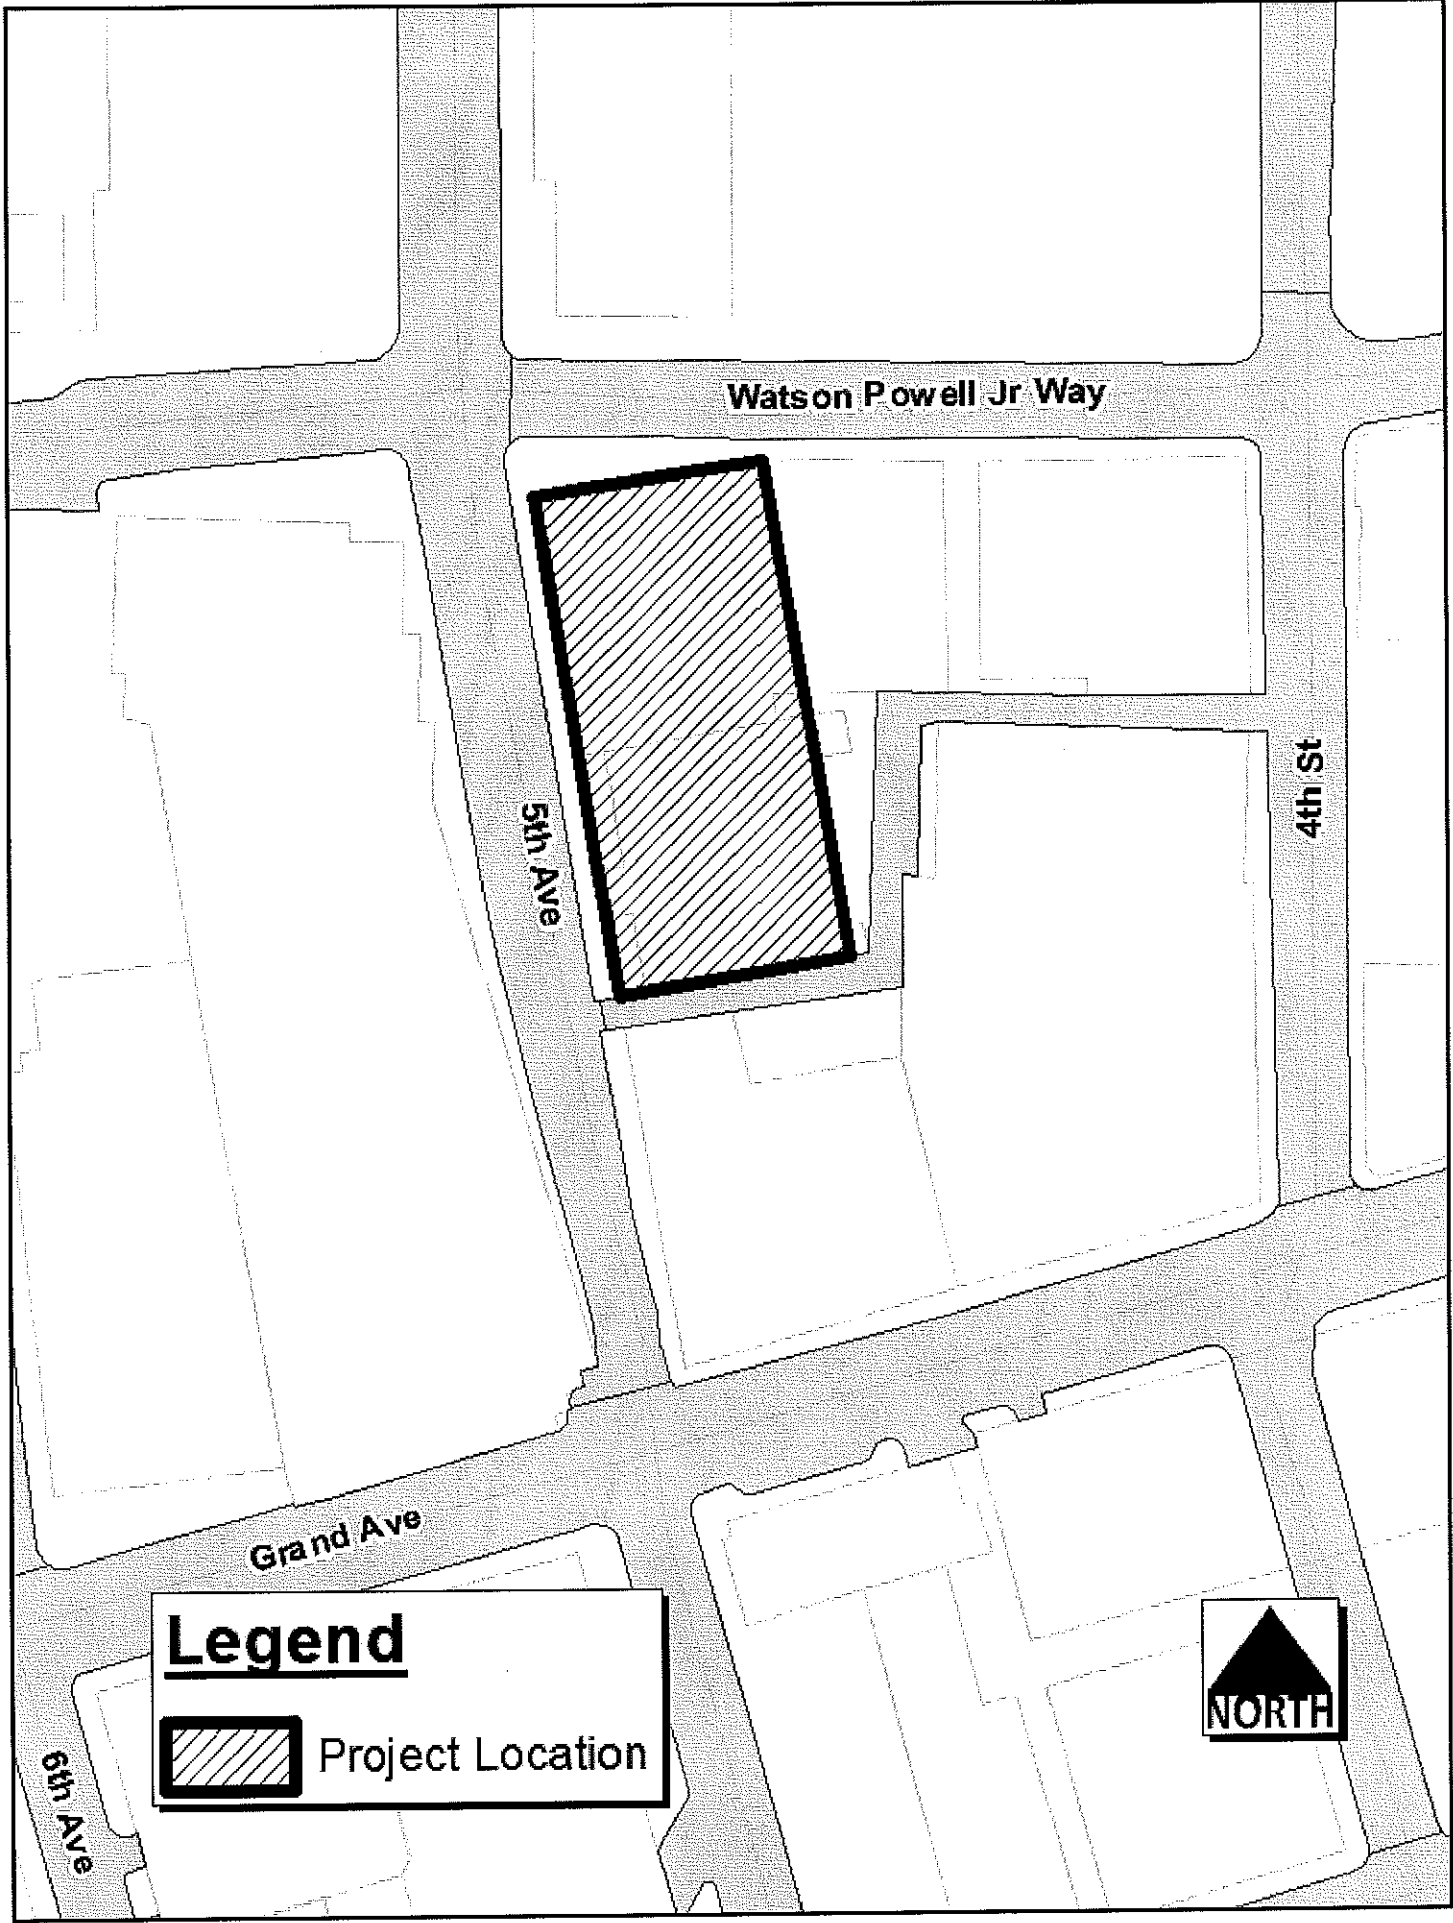 Watson Powell Jr Way
4th St
5th Ave
Grand Ave
Legend
Project Location
NORTH
6th Ave